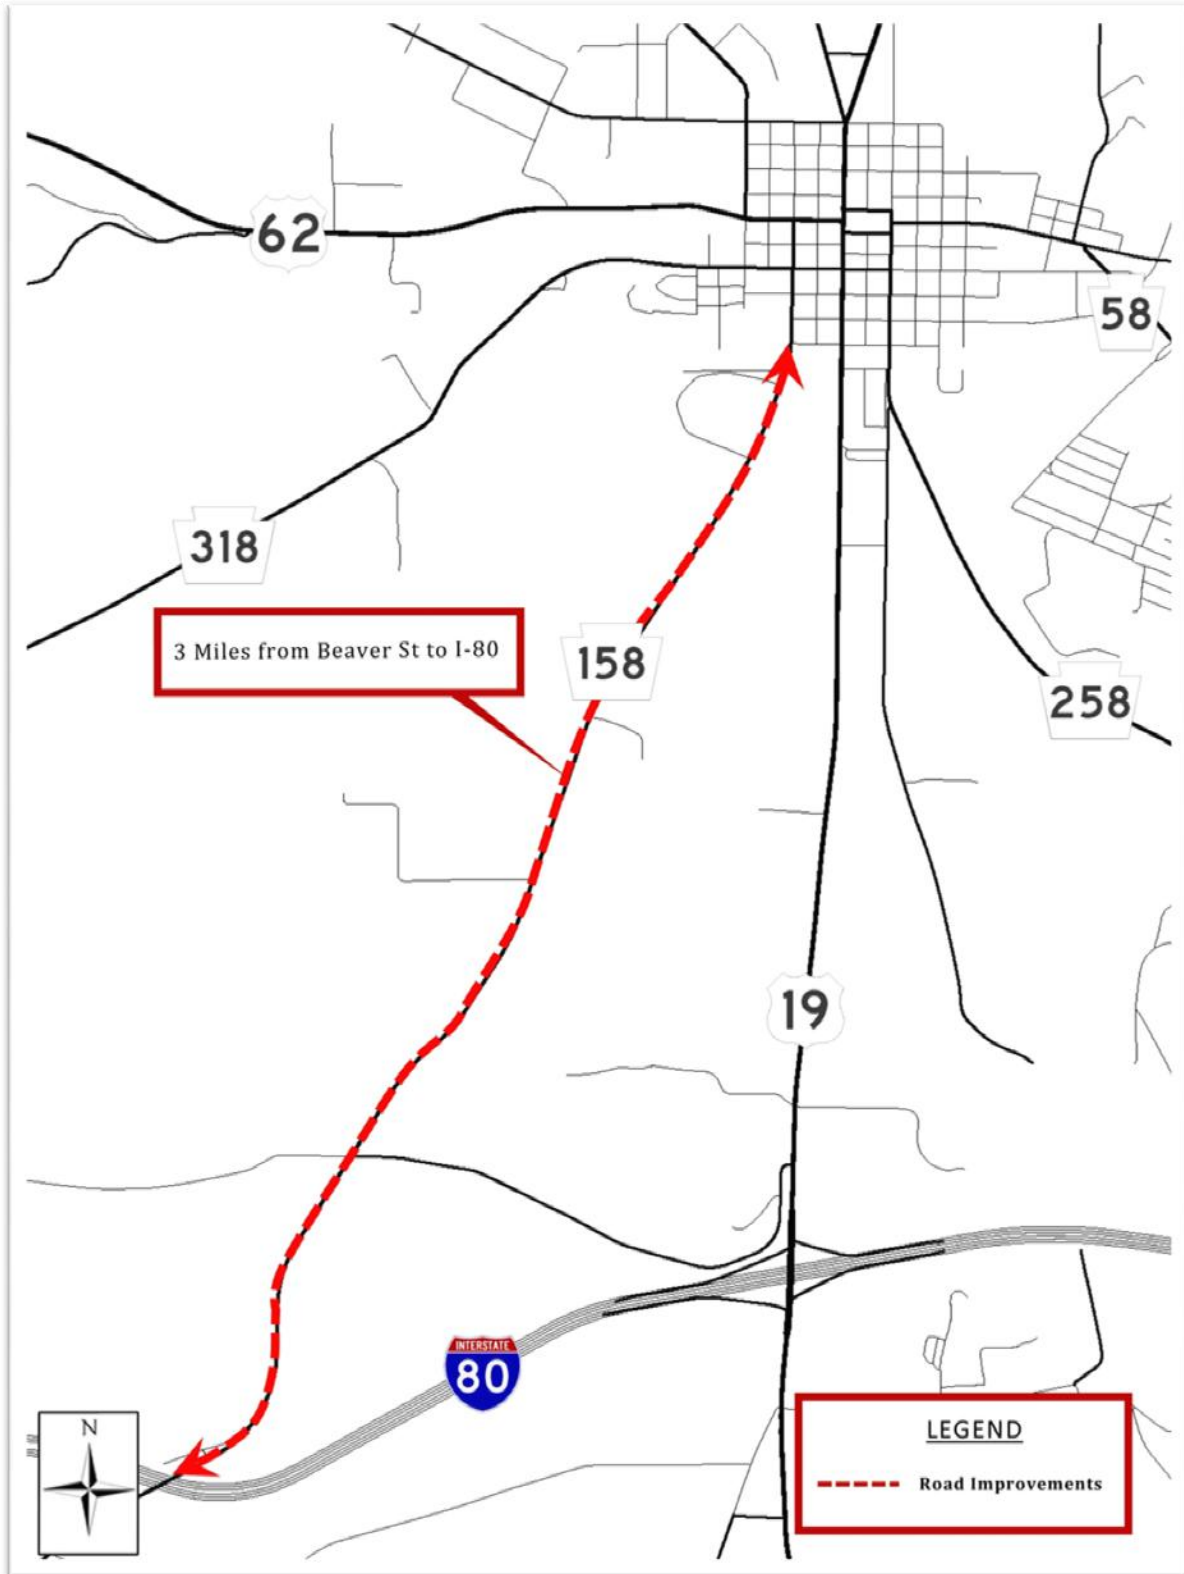 62
58
318
3 Miles from Beaver St to I-80
158
258
19
INTERSTATE
80
N
LEGEND
Road Improvements